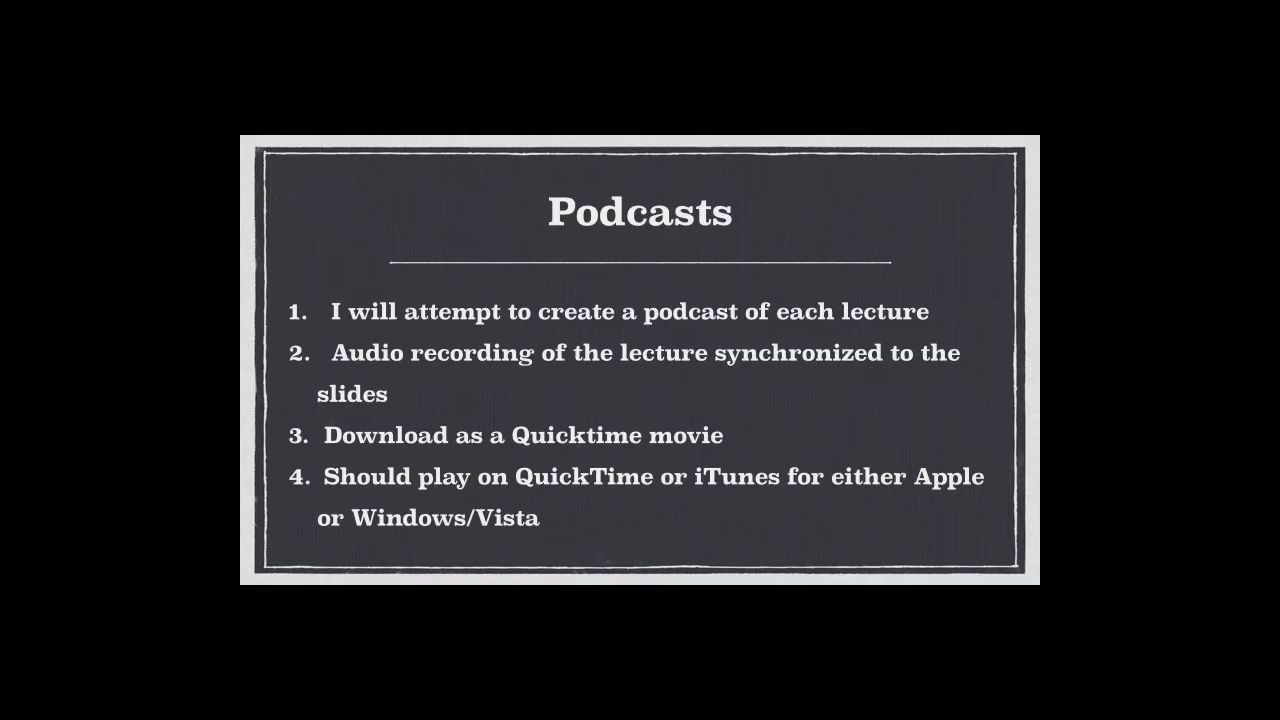 Podcasts
1. I will attempt to create a podcast of each lecture
2. Audio recording of the lecture synchronized to the
slides
3. Download as a Quicktime movie
4. Should play on QuickTime or iTunes for either Apple
or Windows/Vista